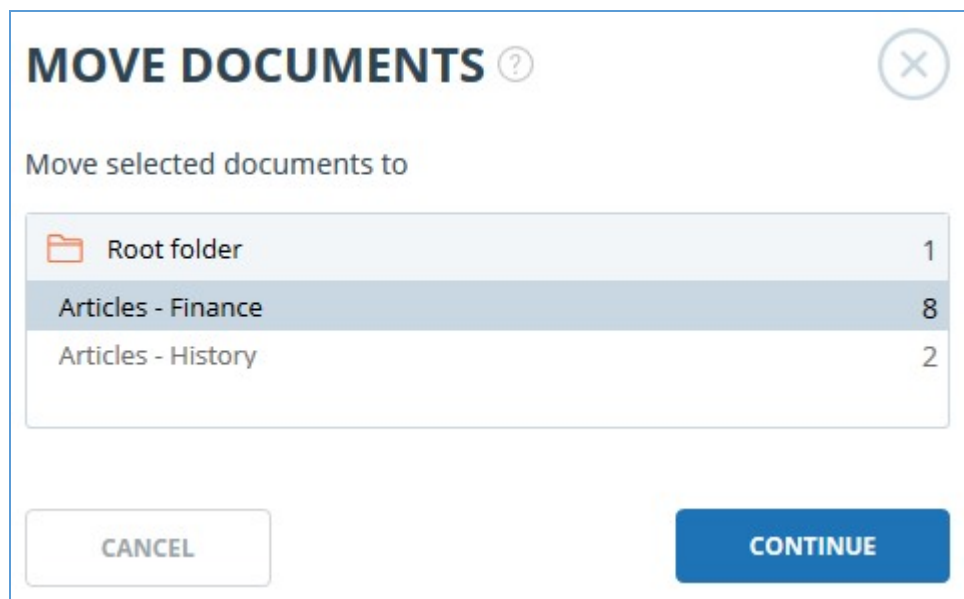 MOVE DOCUMENTS ?
Move selected documents to
Root folder 1
Articles - Finance 8
Articles - History 2
CANCEL CONTINUE